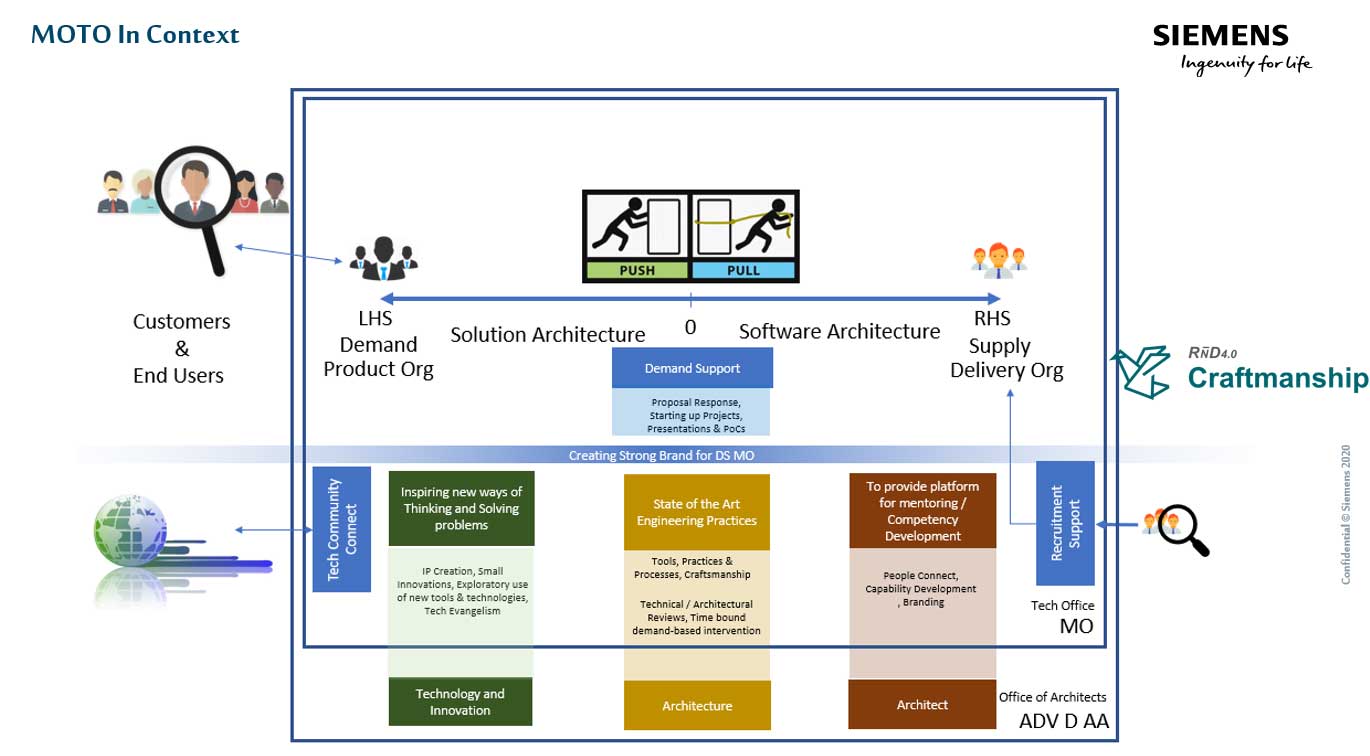 MOTO In Context
SIEMENS
Ingenuity for life
PUSH
PULL
Customers
&
End Users
LHS
Demand
Product Org
Solution Architecture
0
Software Architecture
RHS
Supply
Delivery Org
Demand Support
Proposal Response,
Starting up Projects,
Presentations & PoCs
RÑD4.0
Craftmanship
Creating Strong Brand for DS MO
Tech Community
Connect
Inspiring new ways of
Thinking and Solving
problems
IP Creation, Small
Innovations, Exploratory use
of new tools & technologies,
Tech Evangelism
Technology and
Innovation
State of the Art
Engineering Practices
Tools, Practices &
Processes, Craftsmanship
Technical / Architectural
Reviews, Time bound
demand-based intervention
Architecture
To provide platform
for mentoring /
Competency
Development
People Connect,
Capability Development
, Branding
Architect
Recruitment
Support
Tech Office
MO
Office of Architects
ADV D AA
Confidential © Siemens 2020